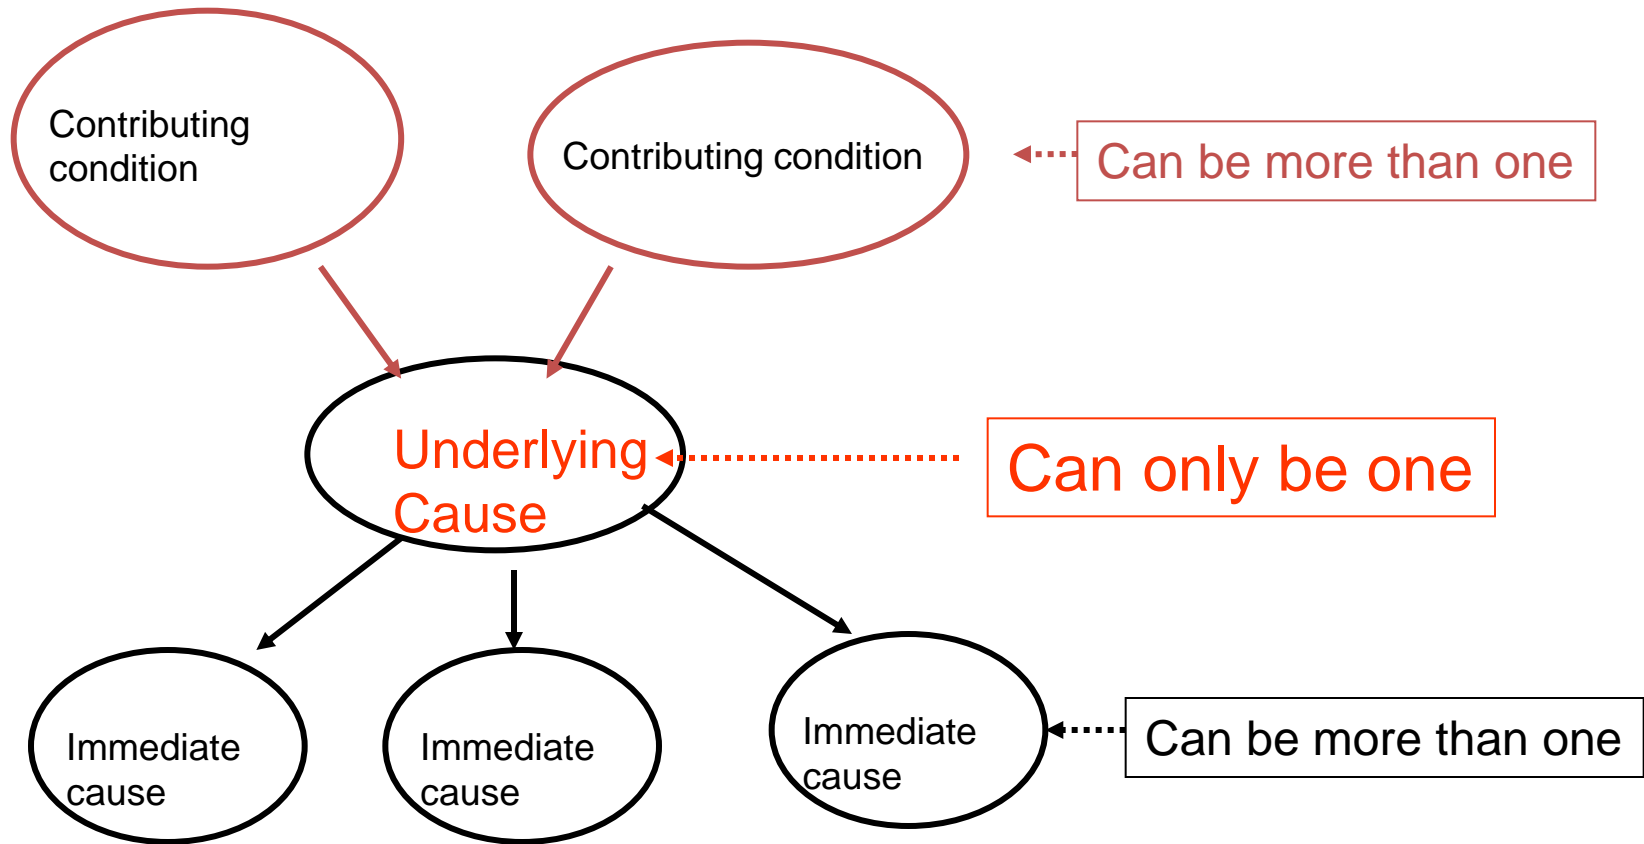 Contributing
condition
Contributing condition
Can be more than one
Underlying
Cause
Can only be one
Immediate
cause
Immediate
cause
Immediate
cause
Can be more than one